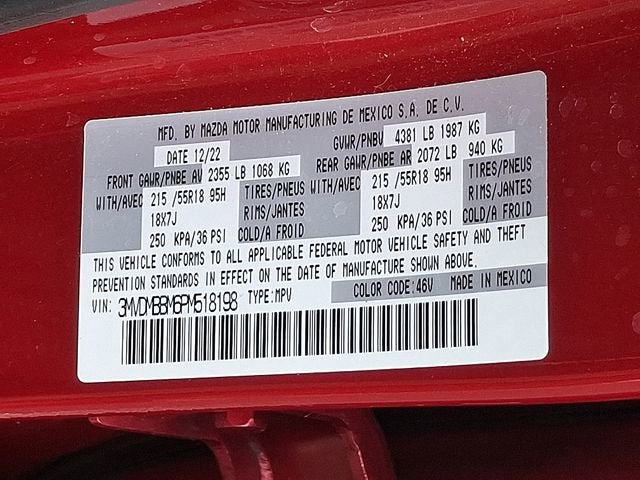 MFD. BY MAZDA MOTOR MANUFACTURING DE MEXICO S.A. DE C.V.
DATE 12/22 GVWR/PNBV 4381 LB 1987 KG
FRONT GAWR/PNBE AV 2355 LB 1068 KG REAR GAWR/PNBE AR 2072 LB 940 KG
WITH/AVEC 215 /55R18 95H TIRES/PNEUS WITH/AVEC 215 /55R18 95H TIRES/PNEUS
18X7J RIMS/JANTES 18X7J RIMS/JANTES
250 KPA/36 PSI COLD/A FROID 250 KPA/36 PSI COLD/A FROID
THIS VEHICLE CONFORMS TO ALL APPLICABLE FEDERAL MOTOR VEHICLE SAFETY AND THEFT
PREVENTION STANDARDS IN EFFECT ON THE DATE OF MANUFACTURE SHOWN ABOVE.
VIN: 3MVDMBBM6PM518198 TYPE:MPV COLOR CODE:46V MADE IN MEXICO